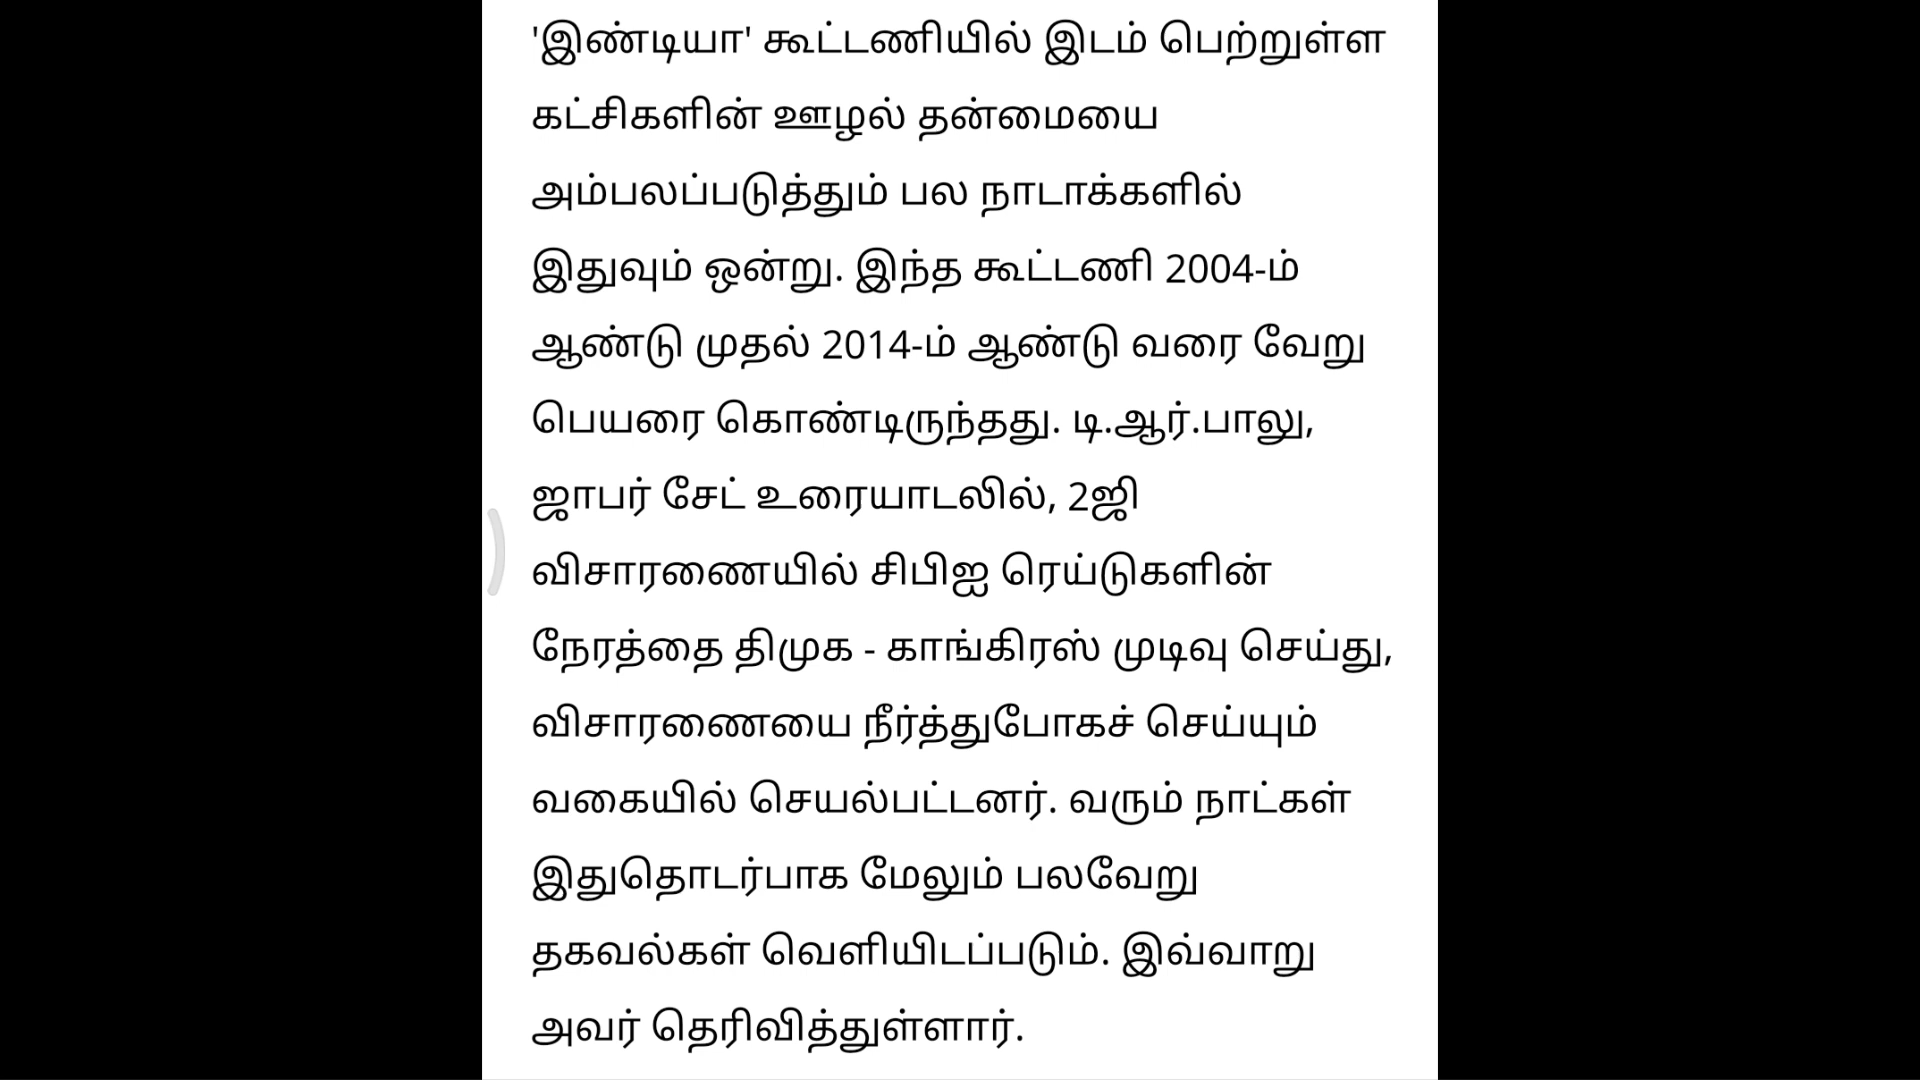 'இண்டியா' கூட்டணியில் இடம் பெற்றுள்ள
கட்சிகளின் ஊழல் தன்மையை
அம்பலப்படுத்தும் பல நாடாக்களில்
இதுவும் ஒன்று. இந்த கூட்டணி 2004-ம்
ஆண்டு முதல் 2014-ம் ஆண்டு வரை வேறு
பெயரை கொண்டிருந்தது. டி.ஆர்.பாலு,
ஜாபர் சேட் உரையாடலில், 2ஜி
விசாரணையில் சிபிஐ ரெய்டுகளின்
நேரத்தை திமுக - காங்கிரஸ் முடிவு செய்து,
விசாரணையை நீர்த்துபோகச் செய்யும்
வகையில் செயல்பட்டனர். வரும் நாட்கள்
இதுதொடர்பாக மேலும் பலவேறு
தகவல்கள் வெளியிடப்படும். இவ்வாறு
அவர் தெரிவித்துள்ளார்.